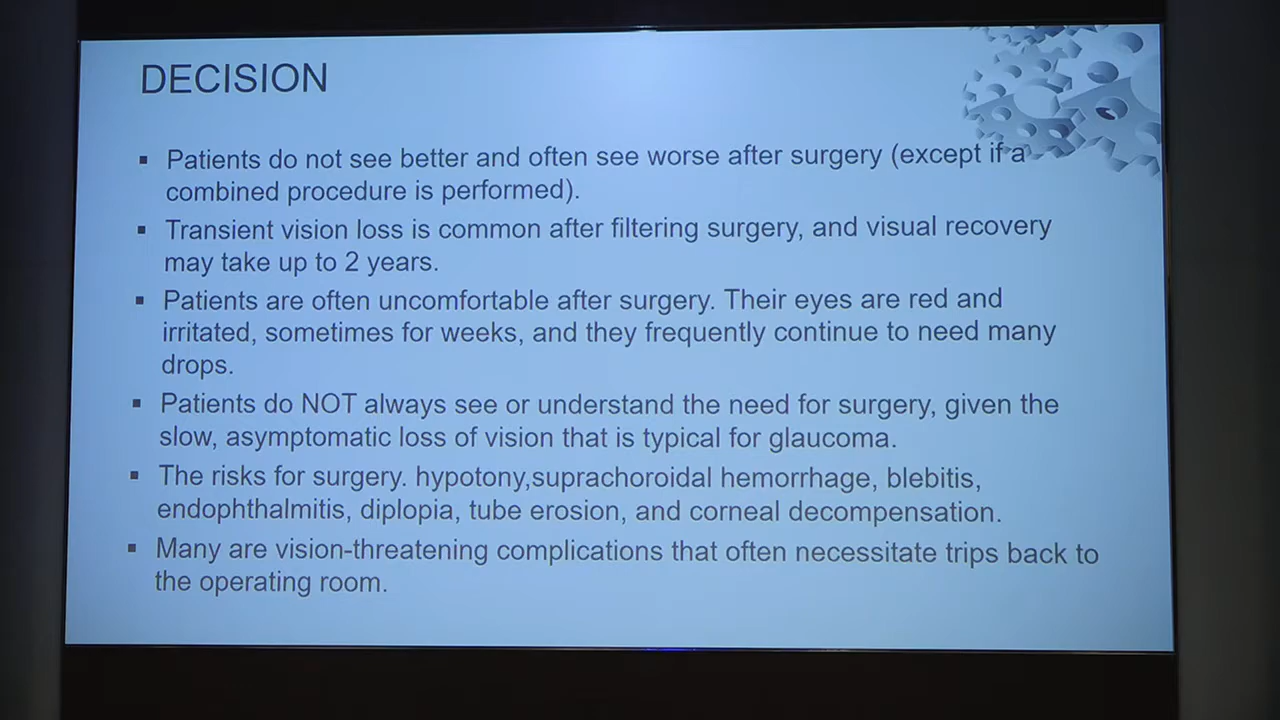 DECISION
▪ Patients do not see better and often see worse after surgery (except if a
combined procedure is performed).
▪ Transient vision loss is common after filtering surgery, and visual recovery
may take up to 2 years.
▪ Patients are often uncomfortable after surgery. Their eyes are red and
irritated, sometimes for weeks, and they frequently continue to need many
drops.
▪ Patients do NOT always see or understand the need for surgery, given the
slow, asymptomatic loss of vision that is typical for glaucoma.
▪ The risks for surgery. hypotony,suprachoroidal hemorrhage, blebitis,
endophthalmitis, diplopia, tube erosion, and corneal decompensation.
▪ Many are vision-threatening complications that often necessitate trips back to
the operating room.